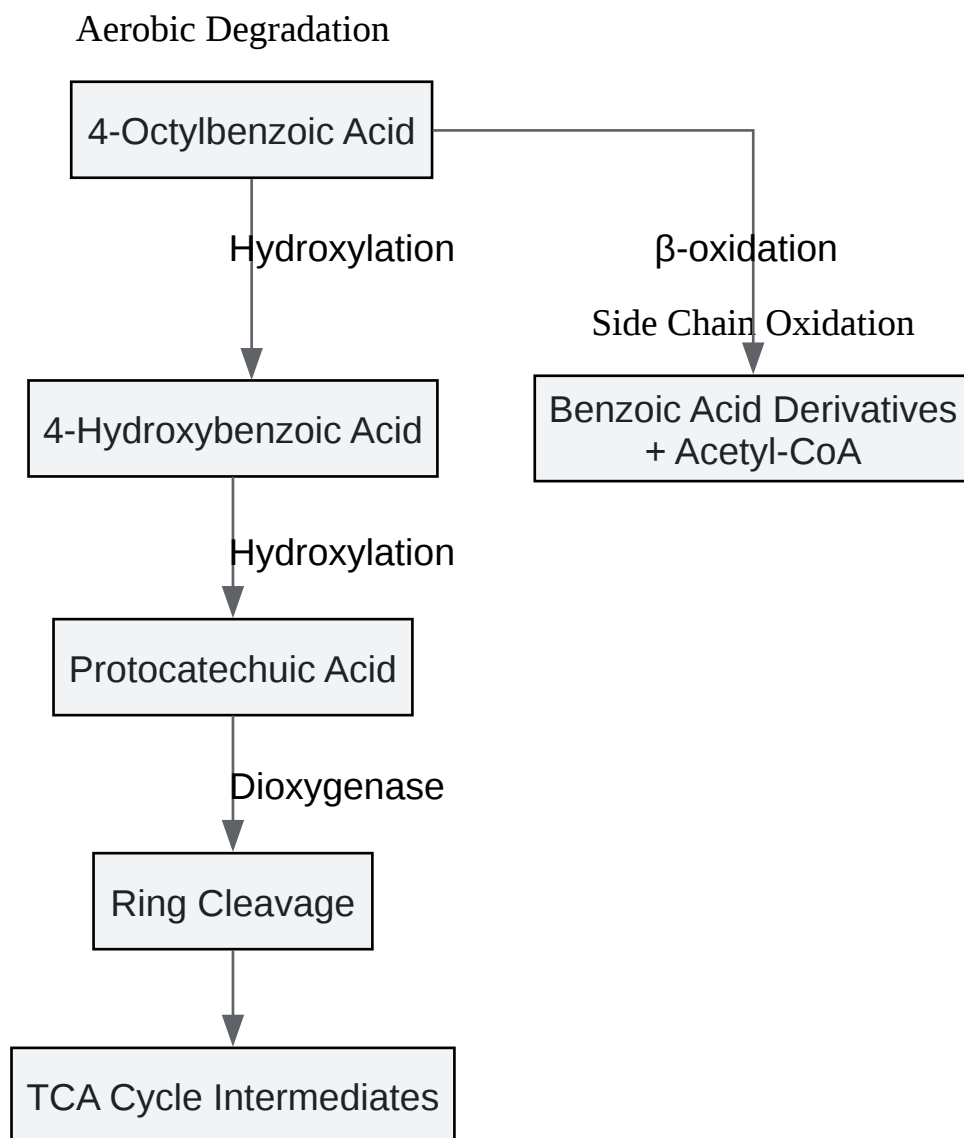 Aerobic Degradation
4-Octylbenzoic Acid
Hydroxylation
β-oxidation
Side Chain Oxidation
4-Hydroxybenzoic Acid
Benzoic Acid Derivatives
+ Acetyl-CoA
Hydroxylation
Protocatechuic Acid
Dioxygenase
Ring Cleavage
TCA Cycle Intermediates